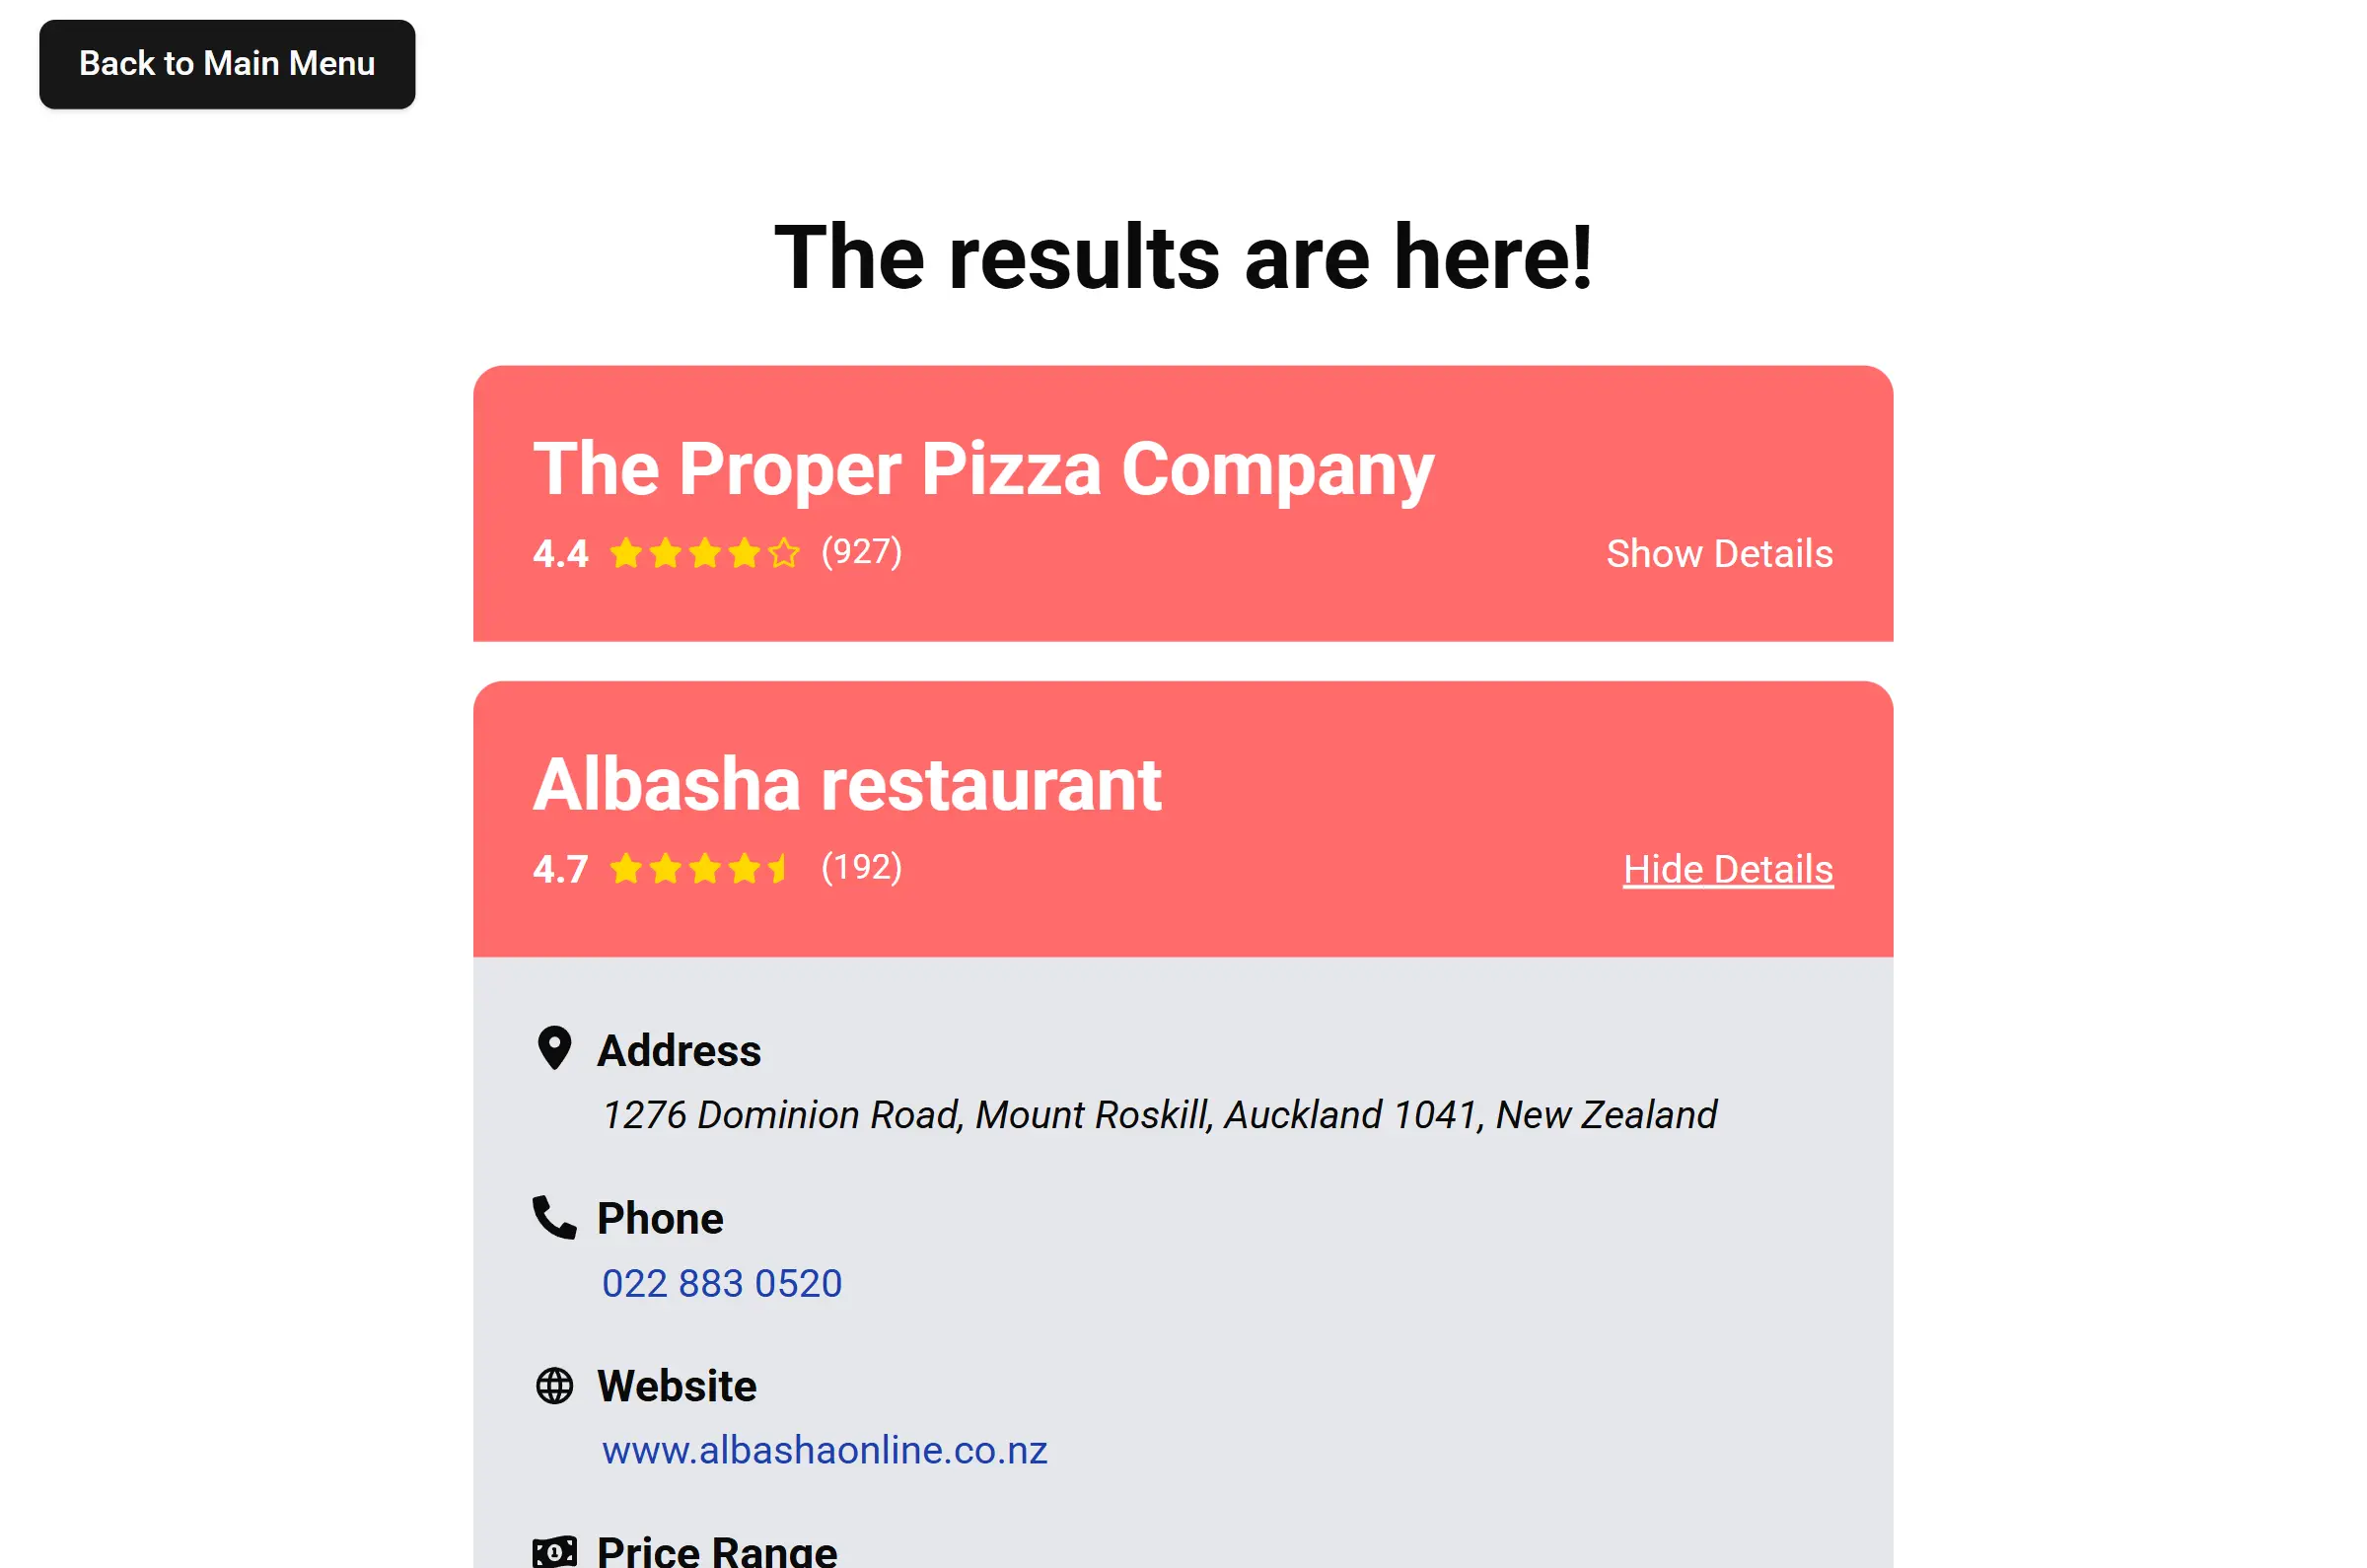 Back to Main Menu
The results are here!
The Proper Pizza Company
4.4 (927) Show Details
Albasha restaurant
4.7 (192) Hide Details
Address
1276 Dominion Road, Mount Roskill, Auckland 1041, New Zealand
Phone
022 883 0520
Website
www.albashaonline.co.nz
Price Range